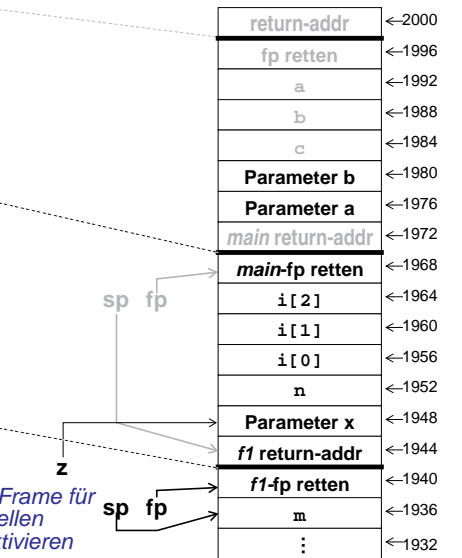 return-addr ←2000
fp retten ←1996
a ←1992
b ←1988
c ←1984
Parameter b ←1980
Parameter a ←1976
main return-addr ←1972
main-fp retten ←1968
sp fp
i[2] ←1964
i[1] ←1960
i[0] ←1956
n ←1952
Parameter x ←1948
f1 return-addr ←1944
z
f1-fp retten ←1940
Frame für
sp fp
ellen
m ←1936
tivieren
⋮ ←1932